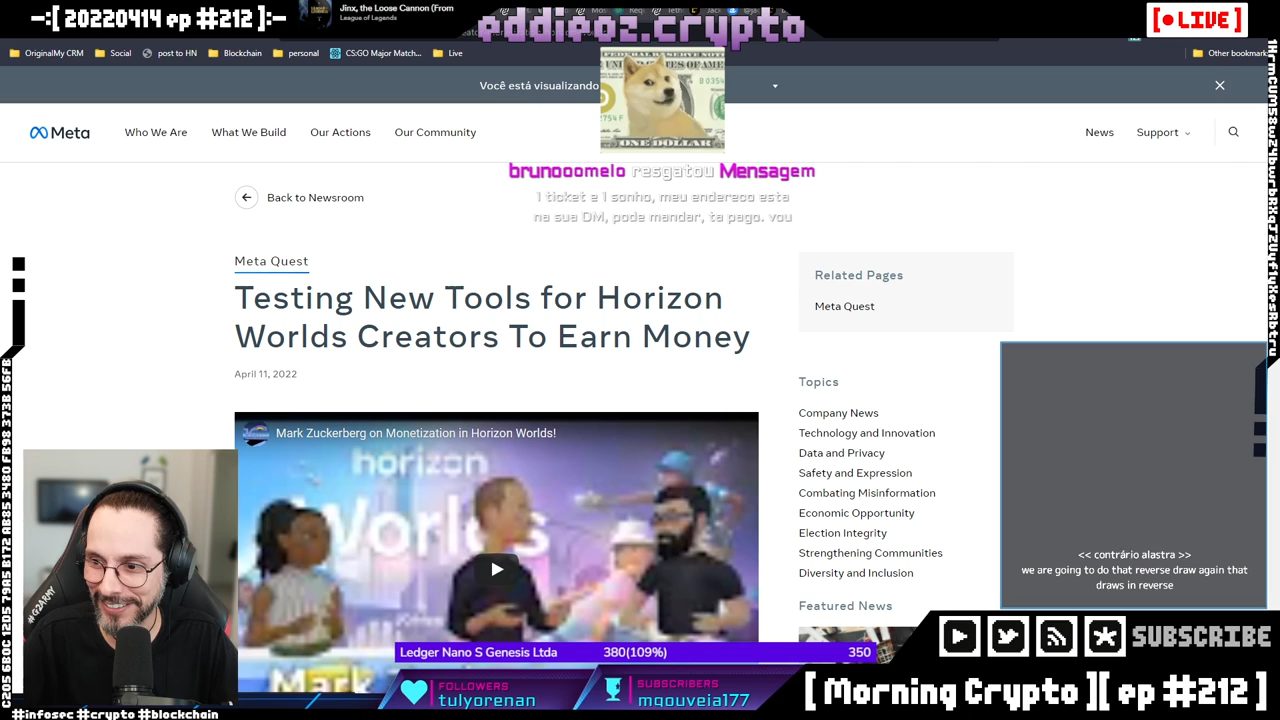 -:[ 20220414 ep #212 ]:-
Jinx, the Loose Cannon (From
League of Legends
eddieoz.crypto
[ LIVE ]
OriginalMy CRM
Social
post to HN
Blockchain
personal
CS:GO Major Match...
Live
Other bookmark
Você está visualizando
ONE DOLLAR
Meta
Who We Are
What We Build
Our Actions
Our Community
News
Support
brunooomelo resgatou Mensagem
1 ticket e 1 sonho, meu endereco esta
na sua DM, pode mandar, ta pago. vou
Back to Newsroom
Meta Quest
Testing New Tools for Horizon
Worlds Creators To Earn Money
April 11, 2022
Mark Zuckerberg on Monetization in Horizon Worlds!
horizon
Related Pages
Meta Quest
Topics
Company News
Technology and Innovation
Data and Privacy
Safety and Expression
Combating Misinformation
Economic Opportunity
Election Integrity
Strengthening Communities
Diversity and Inclusion
Featured News
<< contrário alastra >>
we are going to do that reverse draw again that
draws in reverse
Ledger Nano S Genesis Ltda
380(109%)
350
FOLLOWERS
tulyorenan
SUBSCRIBERS
mgouveia177
SUBSCRIBE
[ Morning Crypto ][ ep #212 ]
#infosec #crypto #blockchain